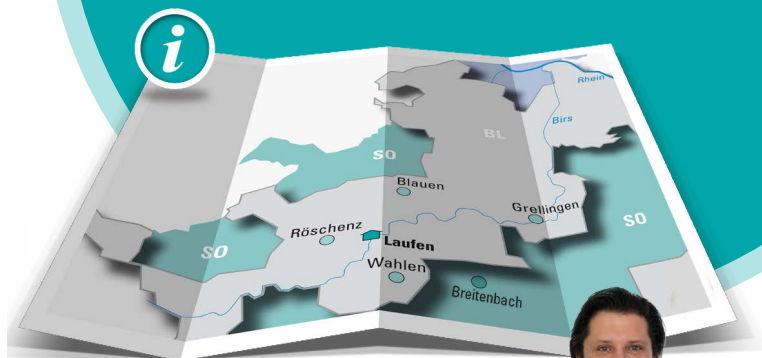 i
Rhein
Birs
BL
SO
Blauen
Grellingen
SO
Röschenz
SO
Laufen
Wahlen
Breitenbach